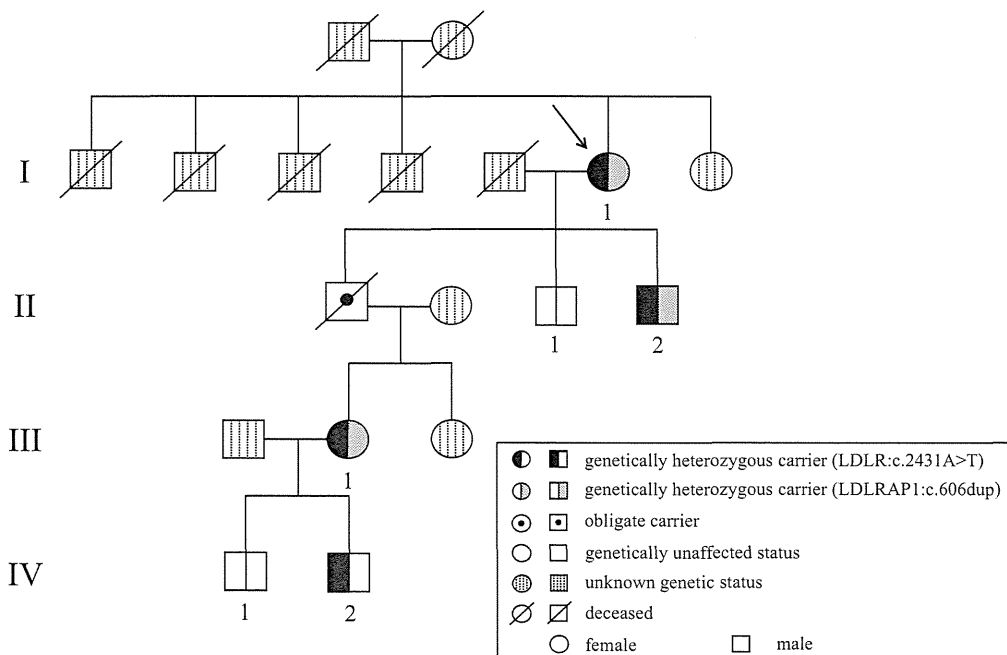 I
1
II
1
2
III
1
IV
1
2
genetically heterozygous carrier (LDLR:c.2431A>T)
genetically heterozygous carrier (LDLRAP1:c.606dup)
obligate carrier
genetically unaffected status
unknown genetic status
deceased
female male